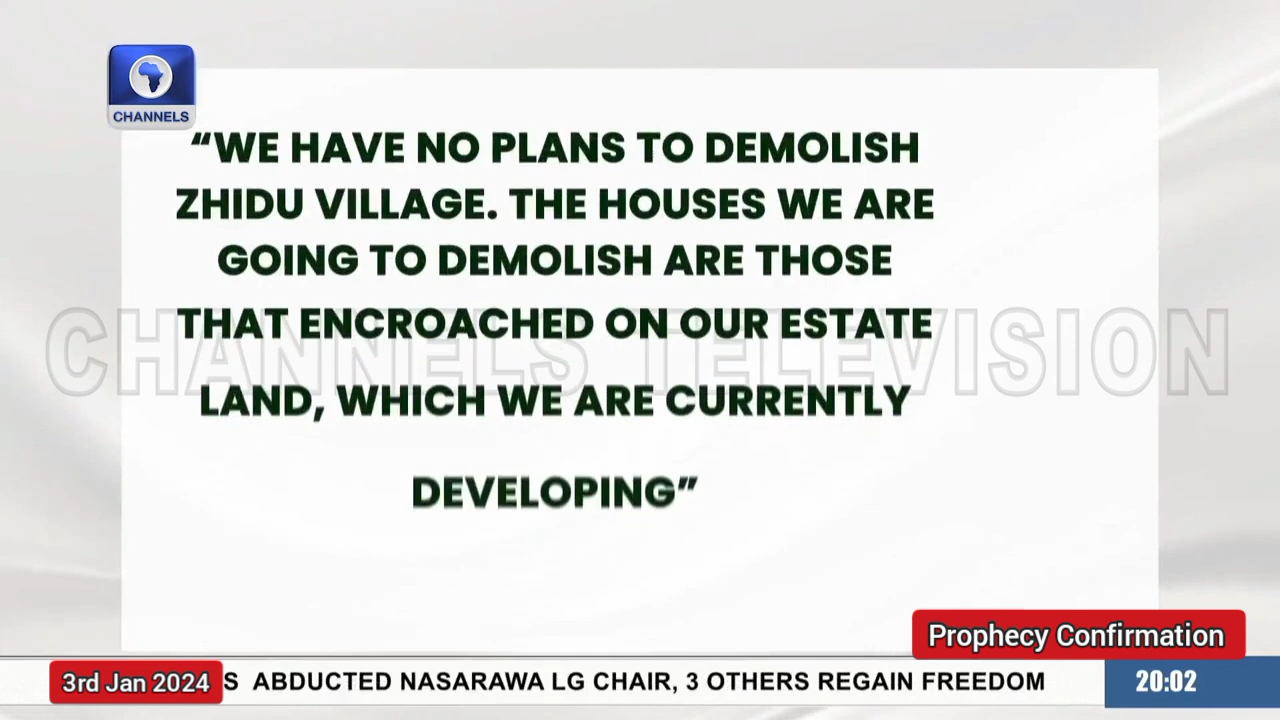 CHANNELS
“WE HAVE NO PLANS TO DEMOLISH
ZHIDU VILLAGE. THE HOUSES WE ARE
GOING TO DEMOLISH ARE THOSE
THAT ENCROACHED ON OUR ESTATE
CHANNELS TELEVISION
LAND, WHICH WE ARE CURRENTLY
DEVELOPING”
Prophecy Confirmation
3rd Jan 2024 S ABDUCTED NASARAWA LG CHAIR, 3 OTHERS REGAIN FREEDOM 20:02